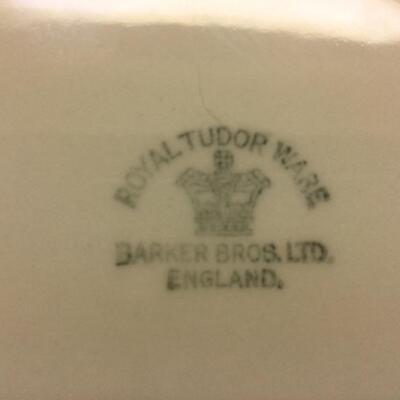 ROYAL TUDOR WARE
BARKER BROS. LTD.
ENGLAND.